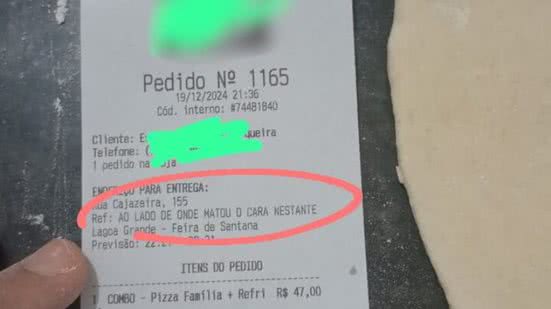 Pedido Nº 1165
19/12/2024 21:36
Cód. interno: #74481840
Cliente:
Telefone:
1 pedido na
ENDEREÇO PARA ENTREGA:
Rua Cajazeira, 155
Ref: AO LADO DE ONDE MATOU O CARA NESTANTE
Lagoa Grande - Feira de Santana
Previsão:
ITENS DO PEDIDO
1 COMBO - Pizza Família + Refri R$ 47,00